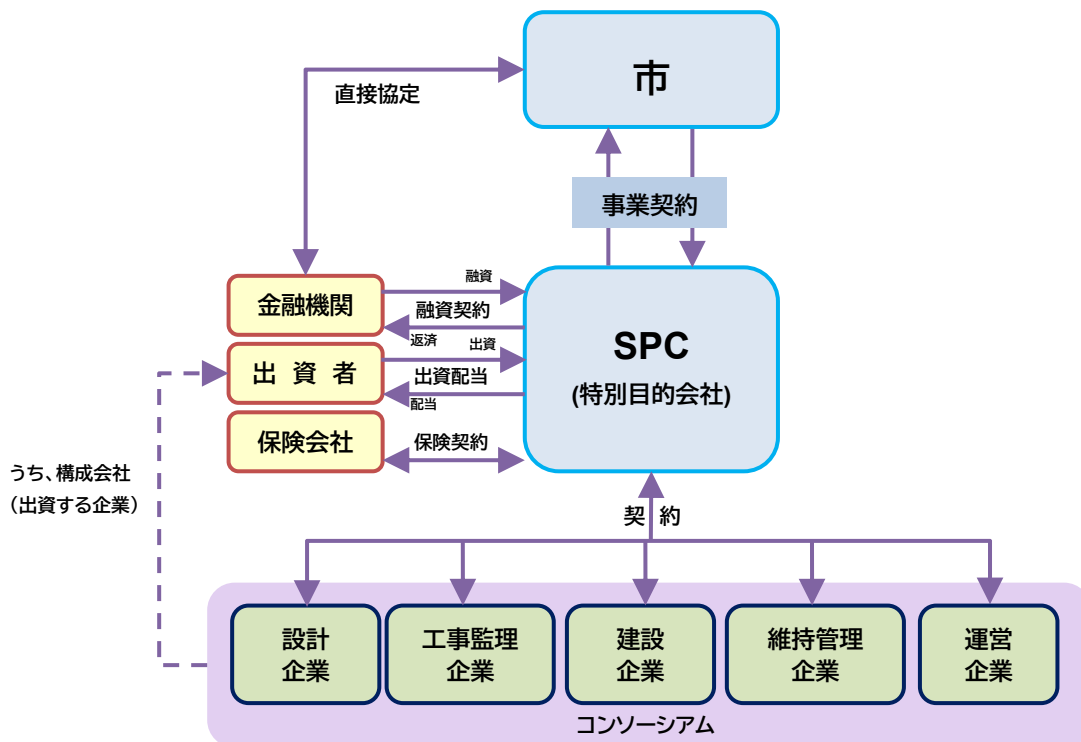 市
直接協定
事業契約
金融機関
融資
融資契約
返済
出資
出 資 者
出資配当
配当
保険会社
保険契約
SPC
(特別目的会社)
うち、構成会社
（出資する企業）
契 約
設計
企業
工事監理
企業
建設
企業
維持管理
企業
運営
企業
コンソーシアム